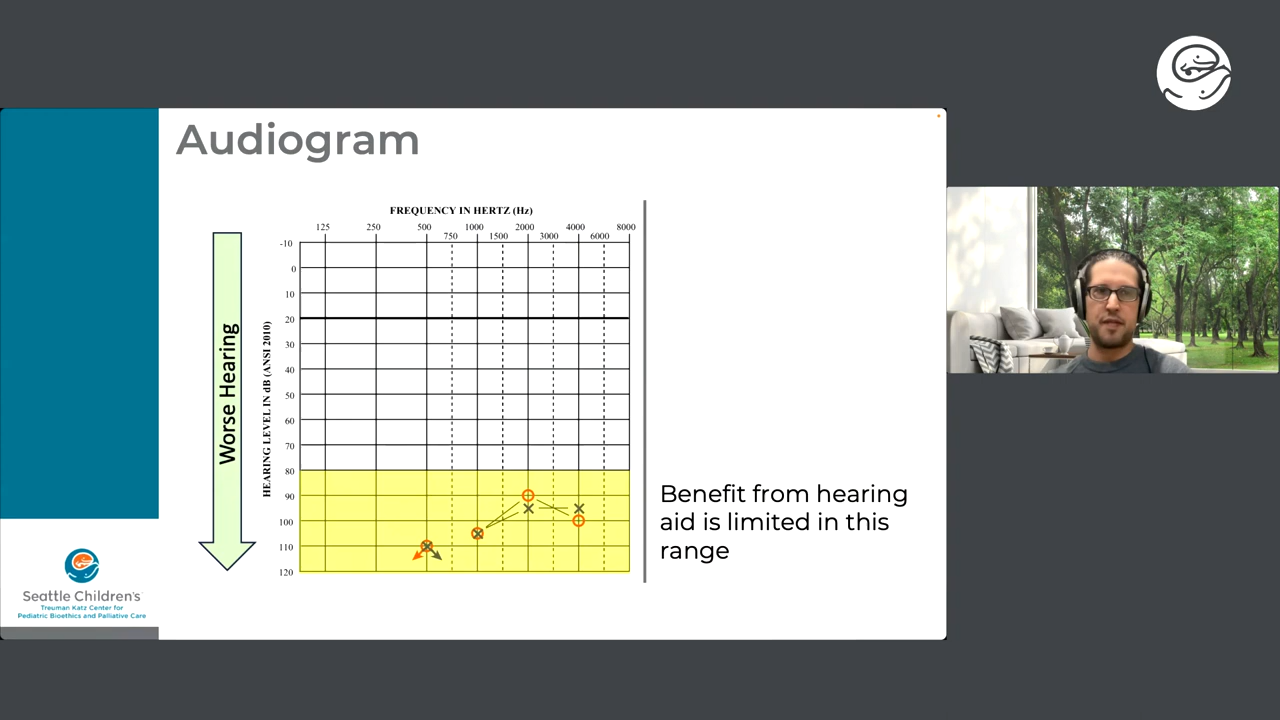 Audiogram
FREQUENCY IN HERTZ (Hz)
125 250 500 1000 2000 4000 8000
750 1500 3000 6000
Worse Hearing
HEARING LEVEL IN dB (ANSI 2010)
-10
0
10
20
30
40
50
60
70
80
90
100
110
120
Benefit from hearing
aid is limited in this
range
Seattle Children's
Treuman Katz Center for
Pediatric Bioethics and Palliative Care